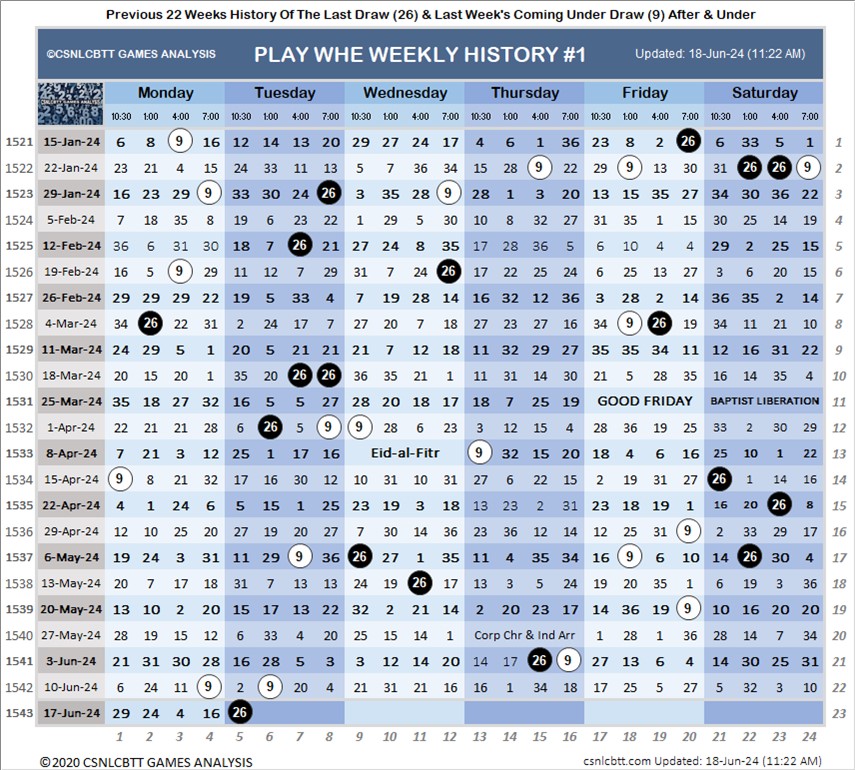 Previous 22 Weeks History Of The Last Draw (26) & Last Week's Coming Under Draw (9) After & Under
©CSNLCBTT GAMES ANALYSIS PLAY WHE WEEKLY HISTORY #1 Updated: 18-Jun-24 (11:22 AM)
Monday Tuesday Wednesday Thursday Friday Saturday
CSNLCBTT GAMES ANALYSIS 10:30 1:00 4:00 7:00 10:30 1:00 4:00 7:00 10:30 1:00 4:00 7:00 10:30 1:00 4:00 7:00 10:30 1:00 4:00 7:00 10:30 1:00 4:00 7:00
1521 15-Jan-24 6 8 9 16 12 14 13 20 29 27 24 17 4 6 1 36 23 8 2 26 6 33 5 1 1
1522 22-Jan-24 23 21 4 15 24 33 11 13 5 7 36 34 15 28 9 22 29 9 13 30 31 26 26 9 2
1523 29-Jan-24 16 23 29 9 33 30 24 26 3 35 28 9 28 1 3 20 13 15 35 27 34 30 36 22 3
1524 5-Feb-24 7 18 35 8 19 6 23 22 1 29 5 30 10 8 32 27 31 35 1 15 30 25 14 19 4
1525 12-Feb-24 36 6 31 30 18 7 26 21 27 24 8 35 17 28 36 5 6 10 4 4 29 2 25 15 5
1526 19-Feb-24 16 5 9 29 11 12 7 29 31 7 24 26 17 22 25 24 6 25 13 27 3 6 20 15 6
1527 26-Feb-24 29 29 29 22 19 5 33 4 7 19 28 14 16 32 12 36 3 28 2 14 36 35 2 14 7
1528 4-Mar-24 34 26 22 31 2 24 17 7 27 20 7 18 27 23 27 16 34 9 26 19 34 11 21 10 8
1529 11-Mar-24 24 29 5 1 20 5 21 21 21 7 12 18 11 32 29 27 35 35 34 11 12 16 31 22 9
1530 18-Mar-24 20 15 20 1 35 20 26 26 36 35 21 1 11 31 14 30 21 5 28 35 16 14 35 4 10
1531 25-Mar-24 35 18 27 32 16 5 5 27 28 20 18 17 18 7 25 19 GOOD FRIDAY BAPTIST LIBERATION 11
1532 1-Apr-24 22 21 21 28 6 26 5 9 9 28 6 23 3 12 15 4 28 36 19 25 33 2 30 29 12
1533 8-Apr-24 7 21 3 12 25 1 17 16 Eid-al-Fitr 9 32 15 20 18 4 6 16 25 10 1 22 13
1534 15-Apr-24 9 8 21 32 17 16 30 12 10 31 10 31 27 6 22 15 2 19 31 19 26 1 14 16 14
1535 22-Apr-24 4 1 24 6 5 15 1 25 23 19 3 18 13 23 2 31 23 18 19 1 16 20 26 8 15
1536 29-Apr-24 12 10 25 20 27 19 20 27 7 30 14 36 23 36 12 14 12 25 11 9 2 33 29 17 16
1537 6-May-24 19 24 3 31 11 29 9 36 26 27 1 35 11 4 35 34 16 9 6 10 14 26 30 4 17
1538 13-May-24 20 7 17 18 31 7 13 13 24 19 26 17 13 3 5 24 19 20 35 1 6 19 3 36 18
1539 20-May-24 13 10 2 20 15 17 13 22 32 2 21 14 2 20 23 17 14 36 19 9 10 16 20 20 19
1540 27-May-24 28 19 15 12 6 33 4 20 25 15 14 1 Corp Chr & Ind Arr 1 28 1 36 28 14 7 34 20
1541 3-Jun-24 21 31 30 28 16 28 5 3 3 12 14 20 14 17 26 9 27 13 6 4 14 30 25 31 21
1542 10-Jun-24 6 24 11 9 2 9 20 4 21 31 21 16 16 1 34 18 17 25 5 27 5 32 3 10 22
1543 17-Jun-24 29 24 4 16 26 23
1 2 3 4 5 6 7 8 9 10 11 12 13 14 15 16 17 18 19 20 21 22 23 24
©2020 CSNLCBTT GAMES ANALYSIS csnlcbtt.com Updated: 18-Jun-24 (11:22 AM)